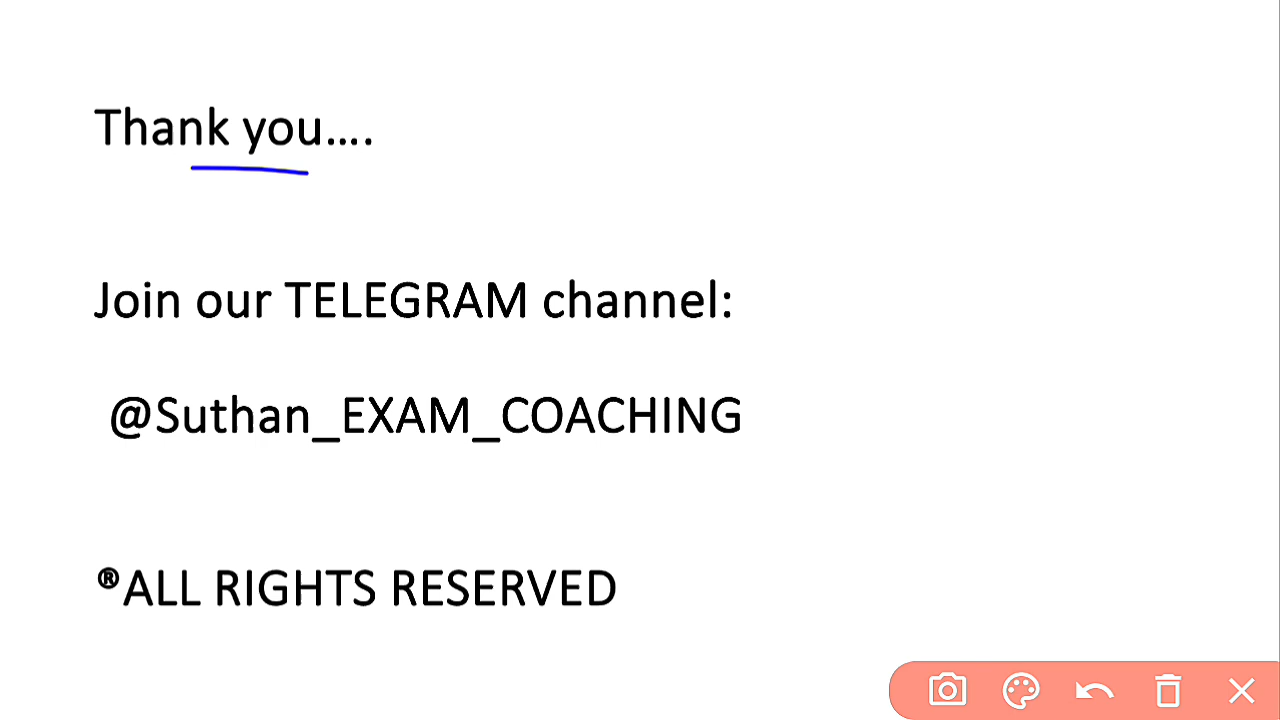 Thank you....
Join our TELEGRAM channel:
@Suthan_EXAM_COACHING
®ALL RIGHTS RESERVED